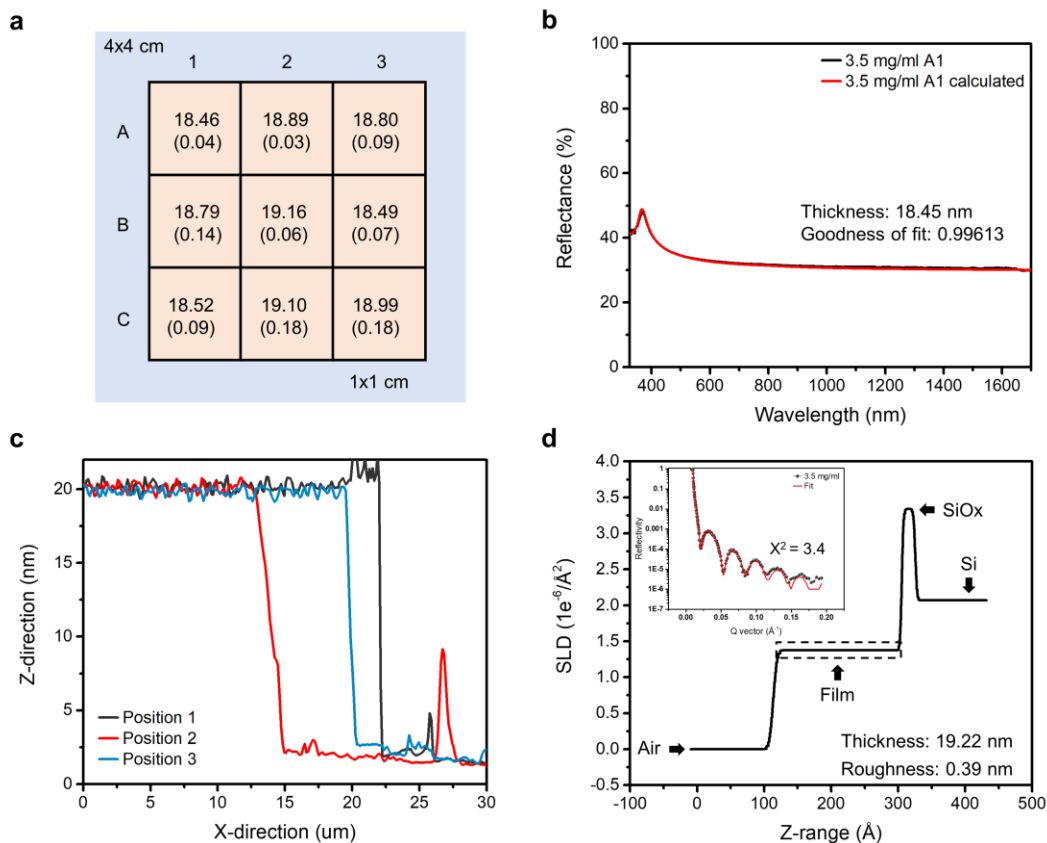 a
4x4 cm
1 2 3
A
18.46 18.89 18.80
(0.04) (0.03) (0.09)
B
18.79 19.16 18.49
(0.14) (0.06) (0.07)
C
18.52 19.10 18.99
(0.09) (0.18) (0.18)
1x1 cm
b
100
80
60
40
20
0
Reflectance (%)
3.5 mg/ml A1
3.5 mg/ml A1 calculated
Thickness: 18.45 nm
Goodness of fit: 0.99613
400 600 800 1000 1200 1400 1600
Wavelength (nm)
c
20
15
10
5
0
Z-direction (nm)
Position 1
Position 2
Position 3
0 5 10 15 20 25 30
X-direction (um)
d
4.0
3.5
3.0
2.5
2.0
1.5
1.0
0.5
0.0
-0.5
SLD (1e⁻⁶/Å²)
1
0.1
0.01
0.001
1E-4
1E-5
1E-6
1E-7
Reflectivity
3.5 mg/ml
Fit
X² = 3.4
0.00 0.05 0.10 0.15 0.20
Q vector (Å⁻¹)
SiOx
Si
Film
Air
Thickness: 19.22 nm
Roughness: 0.39 nm
-100 0 100 200 300 400 500
Z-range (Å)